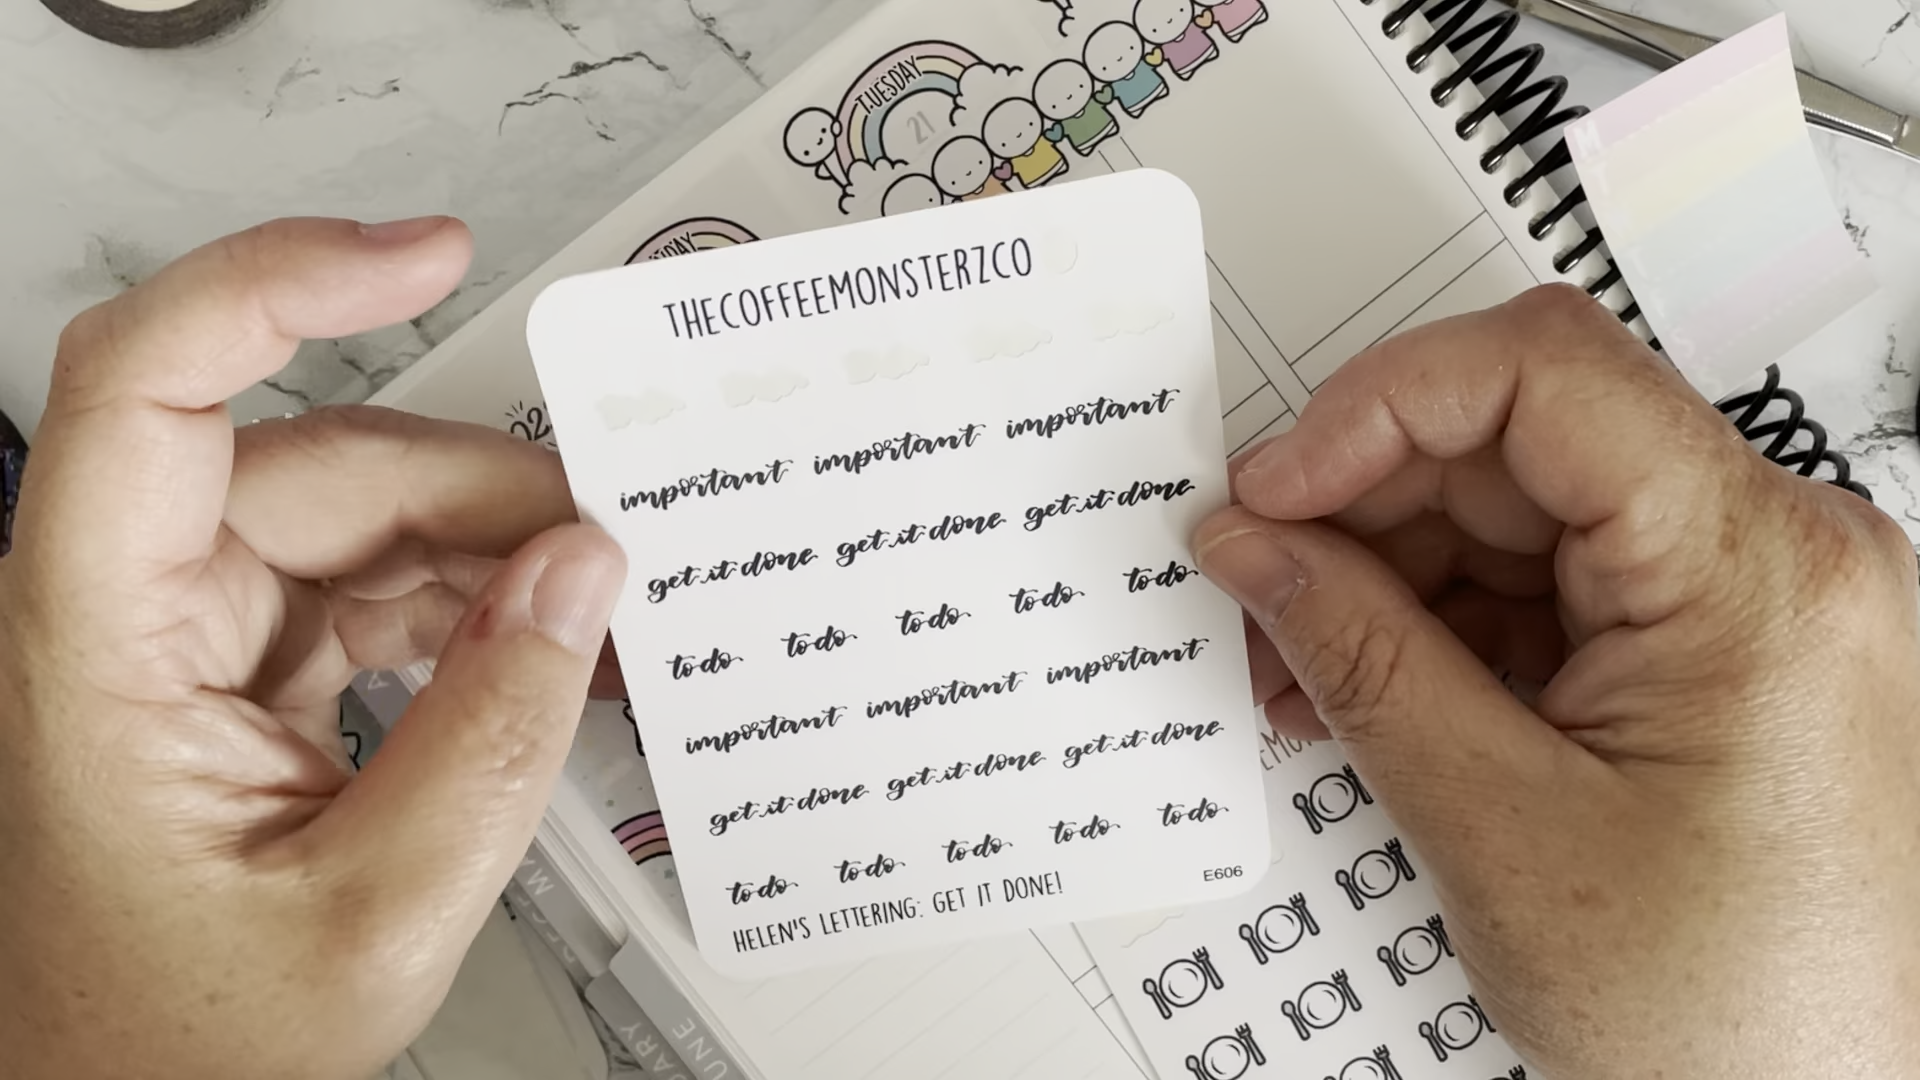 TUESDAY
21
THECOFFEEMONSTERZCO
important important important
get it done get it done get it done
to do to do to do to do to do
important important important
get it done get it done get it done
to do to do to do to do to do
HELEN'S LETTERING: GET IT DONE!
E606